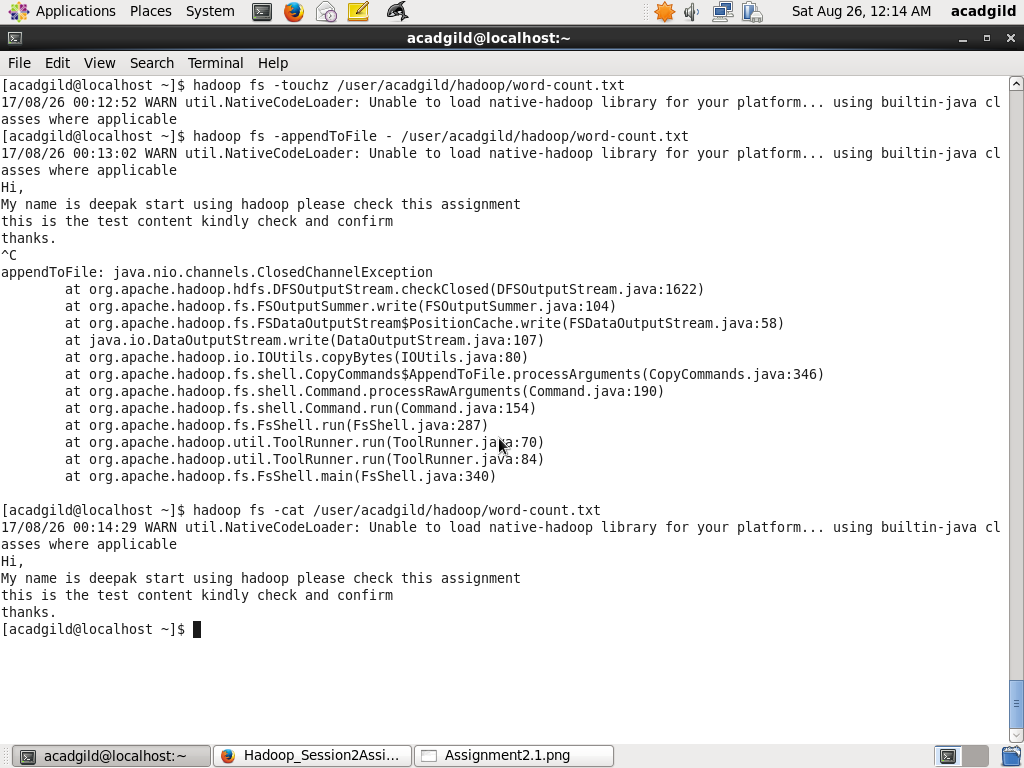 Applications Places System Sat Aug 26, 12:14 AM acadgild
acadgild@localhost:~
File Edit View Search Terminal Help
[acadgild@localhost ~]$ hadoop fs -touchz /user/acadgild/hadoop/word-count.txt
17/08/26 00:12:52 WARN util.NativeCodeLoader: Unable to load native-hadoop library for your platform... using builtin-java cl
asses where applicable
[acadgild@localhost ~]$ hadoop fs -appendToFile - /user/acadgild/hadoop/word-count.txt
17/08/26 00:13:02 WARN util.NativeCodeLoader: Unable to load native-hadoop library for your platform... using builtin-java cl
asses where applicable
Hi,
My name is deepak start using hadoop please check this assignment
this is the test content kindly check and confirm
thanks.
^C
appendToFile: java.nio.channels.ClosedChannelException
        at org.apache.hadoop.hdfs.DFSOutputStream.checkClosed(DFSOutputStream.java:1622)
        at org.apache.hadoop.fs.FSOutputSummer.write(FSOutputSummer.java:104)
        at org.apache.hadoop.fs.FSDataOutputStream$PositionCache.write(FSDataOutputStream.java:58)
        at java.io.DataOutputStream.write(DataOutputStream.java:107)
        at org.apache.hadoop.io.IOUtils.copyBytes(IOUtils.java:80)
        at org.apache.hadoop.fs.shell.CopyCommands$AppendToFile.processArguments(CopyCommands.java:346)
        at org.apache.hadoop.fs.shell.Command.processRawArguments(Command.java:190)
        at org.apache.hadoop.fs.shell.Command.run(Command.java:154)
        at org.apache.hadoop.fs.FsShell.run(FsShell.java:287)
        at org.apache.hadoop.util.ToolRunner.run(ToolRunner.java:70)
        at org.apache.hadoop.util.ToolRunner.run(ToolRunner.java:84)
        at org.apache.hadoop.fs.FsShell.main(FsShell.java:340)
[acadgild@localhost ~]$ hadoop fs -cat /user/acadgild/hadoop/word-count.txt
17/08/26 00:14:29 WARN util.NativeCodeLoader: Unable to load native-hadoop library for your platform... using builtin-java cl
asses where applicable
Hi,
My name is deepak start using hadoop please check this assignment
this is the test content kindly check and confirm
thanks.
[acadgild@localhost ~]$
acadgild@localhost:~ Hadoop_Session2Assi... Assignment2.1.png